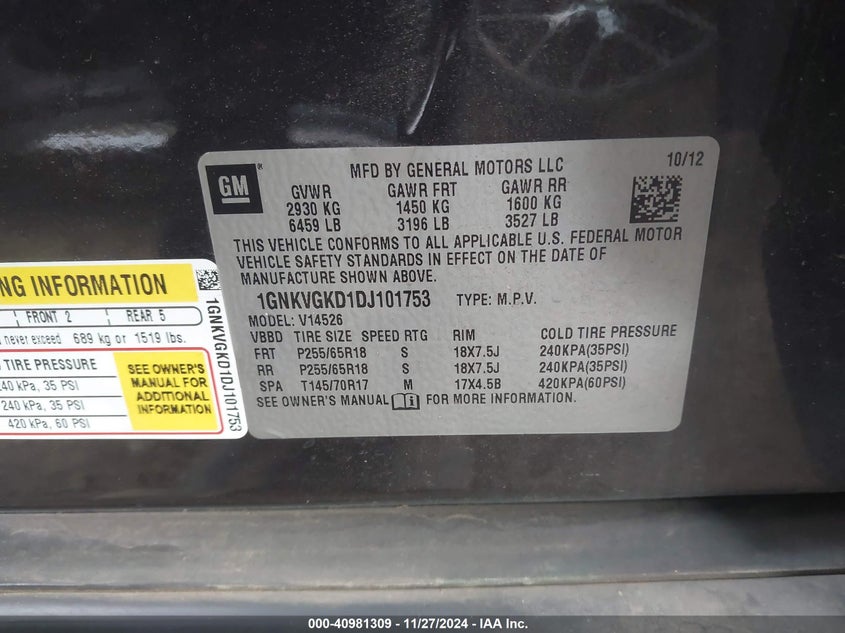 GM ®
MFD BY GENERAL MOTORS LLC 10/12
GVWR GAWR FRT GAWR RR
2930 KG 1450 KG 1600 KG
6459 LB 3196 LB 3527 LB
THIS VEHICLE CONFORMS TO ALL APPLICABLE U.S. FEDERAL MOTOR
VEHICLE SAFETY STANDARDS IN EFFECT ON THE DATE OF
MANUFACTURE SHOWN ABOVE.
1GNKVGKD1DJ101753 TYPE: M.P.V.
MODEL: V14526
VBBD TIRE SIZE SPEED RTG RIM COLD TIRE PRESSURE
FRT P255/65R18 S 18X7.5J 240KPA(35PSI)
RR P255/65R18 S 18X7.5J 240KPA(35PSI)
SPA T145/70R17 M 17X4.5B 420KPA(60PSI)
SEE OWNER'S MANUAL FOR MORE INFORMATION.
INFORMATION
FRONT 2 REAR 5
never exceed 689 kg or 1519 lbs.
TIRE PRESSURE
240 kPa, 35 PSI
240 kPa, 35 PSI
420 kPa, 60 PSI
SEE OWNER'S
MANUAL FOR
ADDITIONAL
INFORMATION
1GNKVGKD1DJ101753
000-40981309 - 11/27/2024 - IAA Inc.